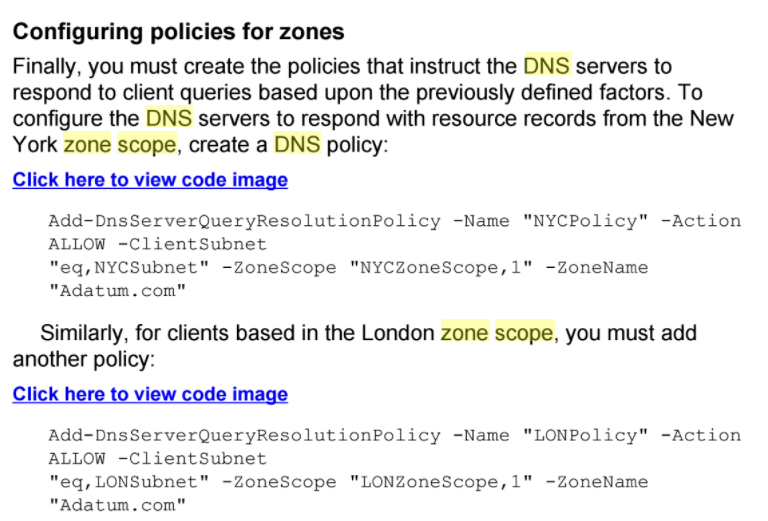 Configuring policies for zones
Finally, you must create the policies that instruct the DNS servers to
respond to client queries based upon the previously defined factors. To
configure the DNS servers to respond with resource records from the New
York zone scope, create a DNS policy:
Click here to view code image
Add-DnsServerQueryResolutionPolicy -Name "NYCPolicy" -Action
ALLOW -ClientSubnet
"eq,NYCSubnet" -ZoneScope "NYCZoneScope,1" -ZoneName
"Adatum.com"
Similarly, for clients based in the London zone scope, you must add
another policy:
Click here to view code image
Add-DnsServerQueryResolutionPolicy -Name "LONPolicy" -Action
ALLOW -ClientSubnet
"eq,LONSubnet" -ZoneScope "LONZoneScope,1" -ZoneName
"Adatum.com"